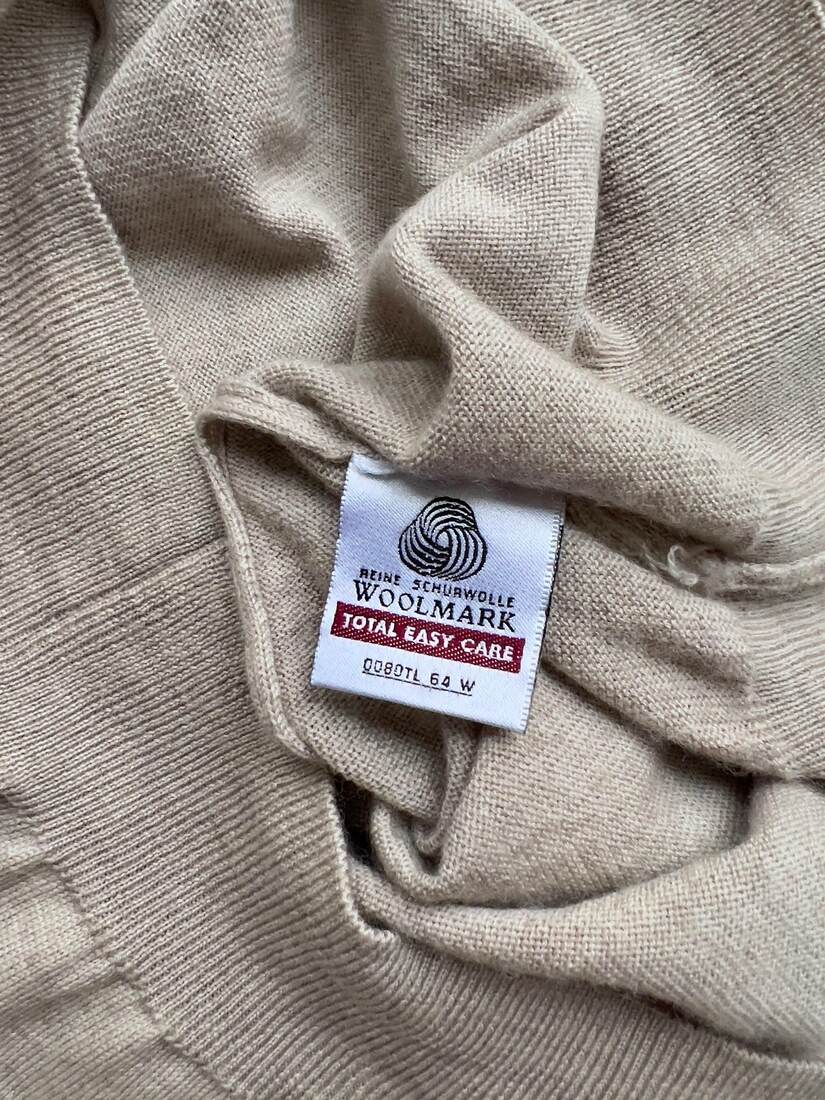 REINE SCHURWOLLE
WOOLMARK
TOTAL EASY CARE
0080TL 64 W